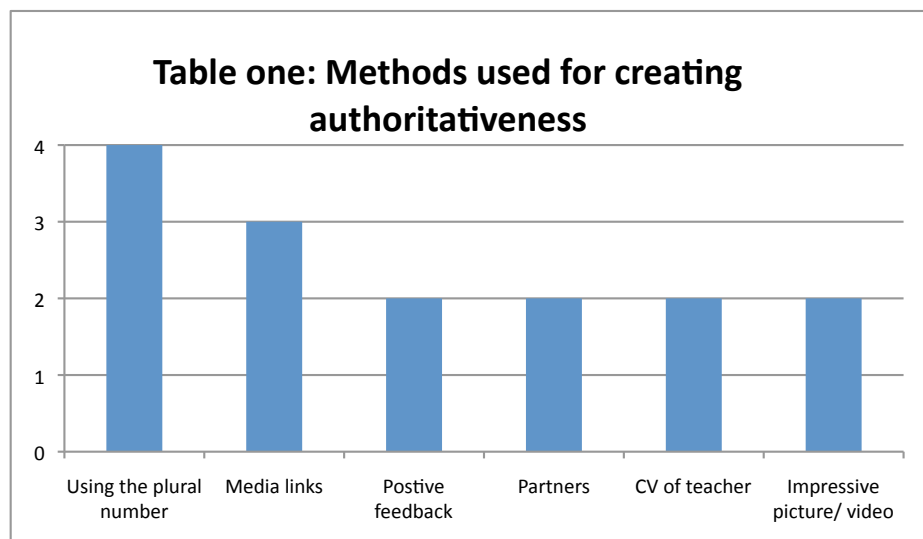 Table one: Methods used for creating
authoritativeness
4
3
2
1
0
Using the plural
number
Media links
Postive
feedback
Partners
CV of teacher
Impressive
picture/ video